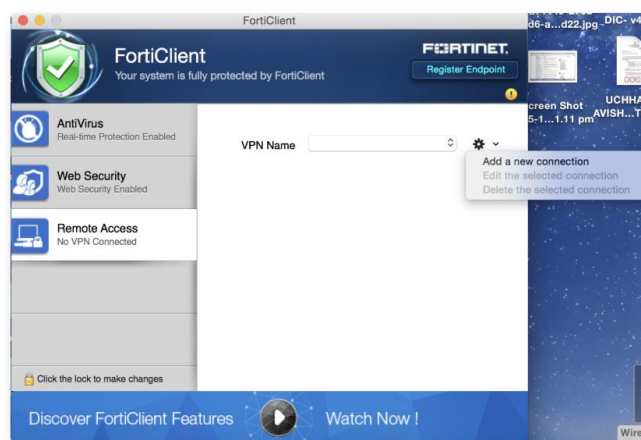 FortiClient
FortiClient
Your system is fully protected by FortiClient
FORTINET.
Register Endpoint
AntiVirus
Real-time Protection Enabled
Web Security
Web Security Enabled
Remote Access
No VPN Connected
VPN Name
Add a new connection
Edit the selected connection
Delete the selected connection
Click the lock to make changes
Discover FortiClient Features
Watch Now !
d6-a...d22.jpg
DIC- v4
creen Shot
5-1...1.11 pm
UCHHA
AVISH...T
Wire